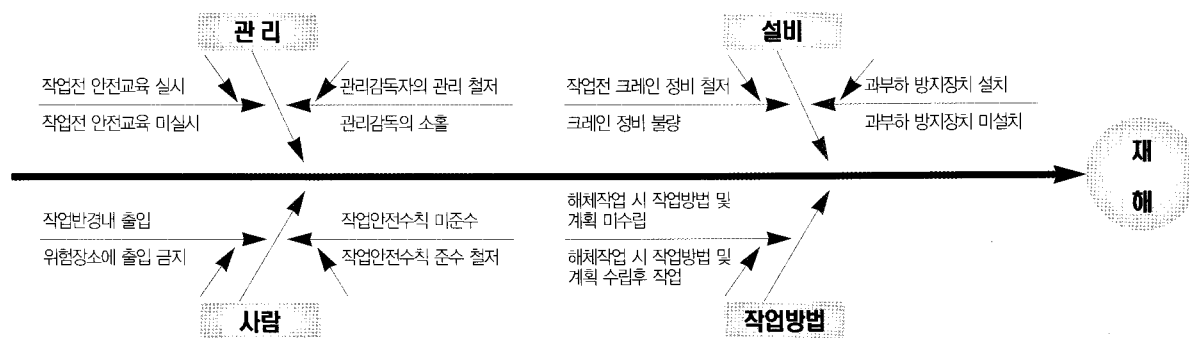 관 리
설비
작업전 안전교육 실시
관리감독자의 관리 철저
작업전 크레인 정비 철저
과부하 방지장치 설치
작업전 안전교육 미실시
관리감독의 소홀
크레인 정비 불량
과부하 방지장치 미설치
재
해
작업반경내 출입
작업안전수칙 미준수
해체작업 시 작업방법 및
계획 미수립
위험장소에 출입 금지
작업안전수칙 준수 철저
해체작업 시 작업방법 및
계획 수립후 작업
사람
작업방법